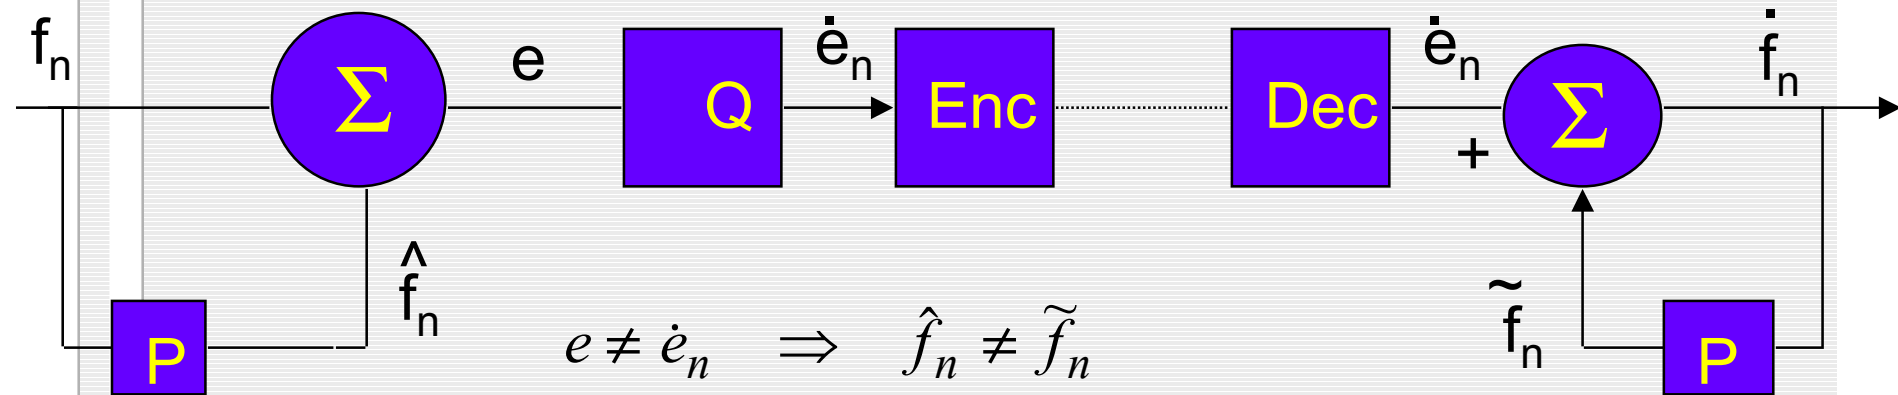 fₙ
Σ
e
Q
ėₙ
Enc
Dec
ėₙ
+
Σ
ḟₙ
P
f̂ₙ
e ≠ ėₙ ⇒ f̂ₙ ≠ f̃ₙ
f̃ₙ
P